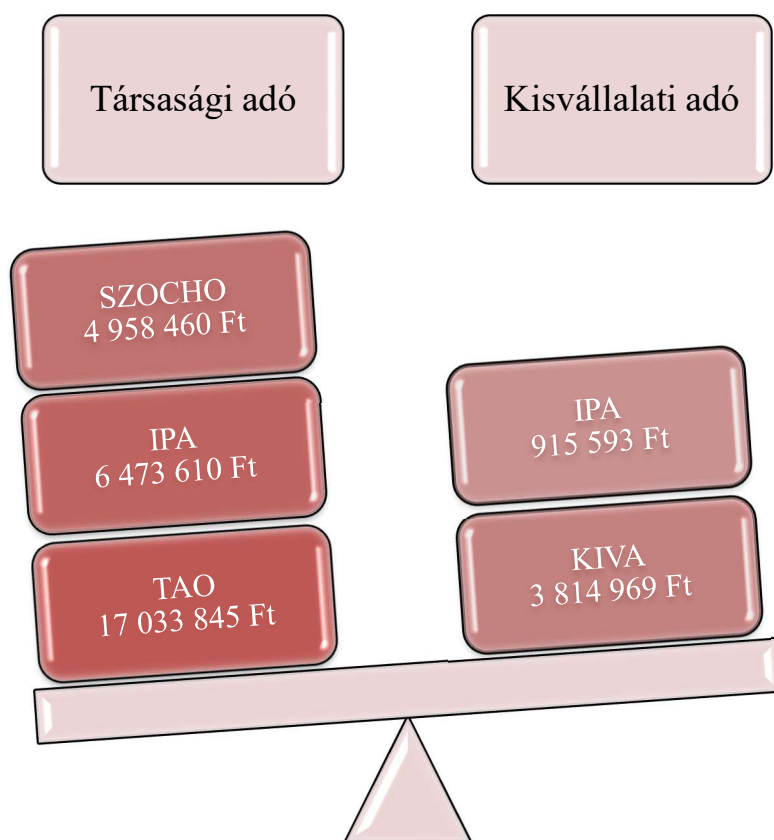 Társasági adó
Kisvállalati adó
SZOCHO
4 958 460 Ft
IPA
6 473 610 Ft
TAO
17 033 845 Ft
IPA
915 593 Ft
KIVA
3 814 969 Ft